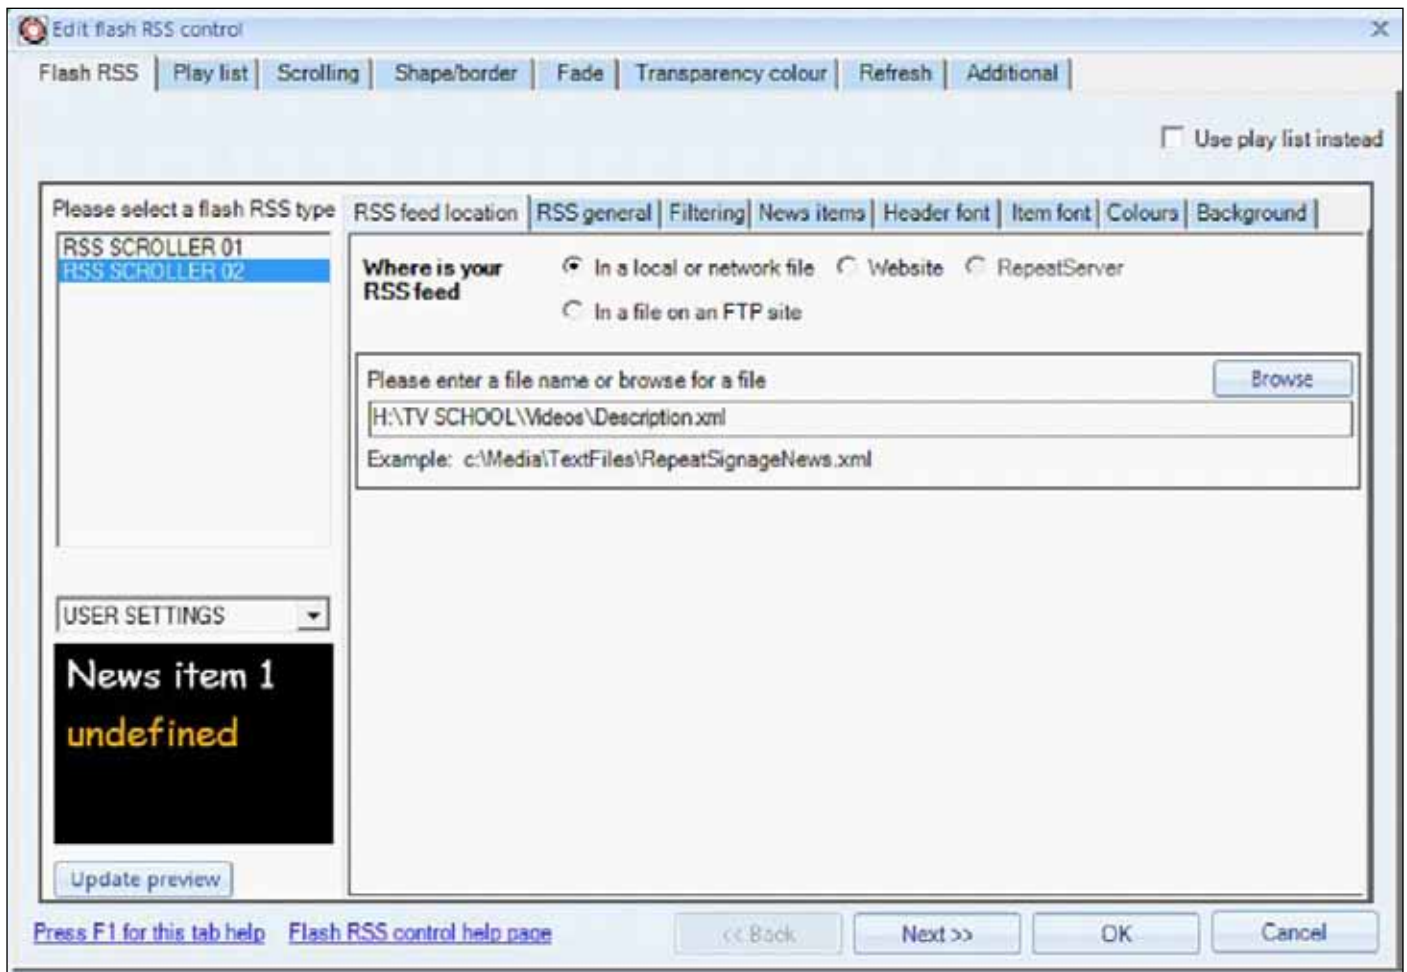 Edit flash RSS control
Flash RSS Play list Scrolling Shape/border Fade Transparency colour Refresh Additional
Use play list instead
Please select a flash RSS type
RSS SCROLLER 01
RSS SCROLLER 02
RSS feed location RSS general Filtering News items Header font Item font Colours Background
Where is your
RSS feed
In a local or network file Website RepeatServer
In a file on an FTP site
Please enter a file name or browse for a file
Browse
H:\TV SCHOOL\Videos\Description.xml
Example: c:\Media\TextFiles\RepeatSignageNews.xml
USER SETTINGS
News item 1
undefined
Update preview
Press F1 for this tab help Flash RSS control help page << Back Next >> OK Cancel